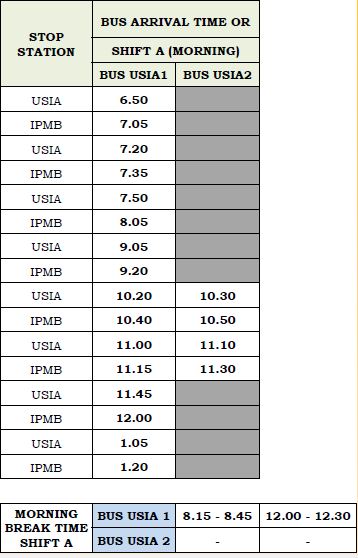 STOP STATION BUS ARRIVAL TIME OR
SHIFT A (MORNING)
BUS USIA1 BUS USIA2
USIA 6.50
IPMB 7.05
USIA 7.20
IPMB 7.35
USIA 7.50
IPMB 8.05
USIA 9.05
IPMB 9.20
USIA 10.20 10.30
IPMB 10.40 10.50
USIA 11.00 11.10
IPMB 11.15 11.30
USIA 11.45
IPMB 12.00
USIA 1.05
IPMB 1.20
MORNING BREAK TIME SHIFT A BUS USIA 1 8.15 - 8.45 12.00 - 12.30
BUS USIA 2 - -